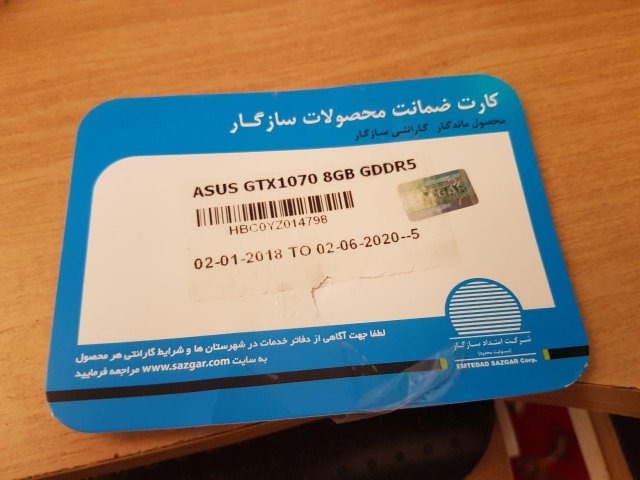 کارت ضمانت محصولات سازگار
محصول ماندگار گارانتی سازگار
ASUS GTX1070 8GB GDDR5
HBC0YZ014798
02-01-2018 TO 02-06-2020--5
لطفا جهت آگاهی از دفاتر خدمات در شهرستان ها و شرایط گارانتی هر محصول
به سایت www.sazgar.com مراجعه فرمایید
شرکت امتداد سازگار
(مسئولیت محدود)
EMTEDAD SAZGAR Corp.